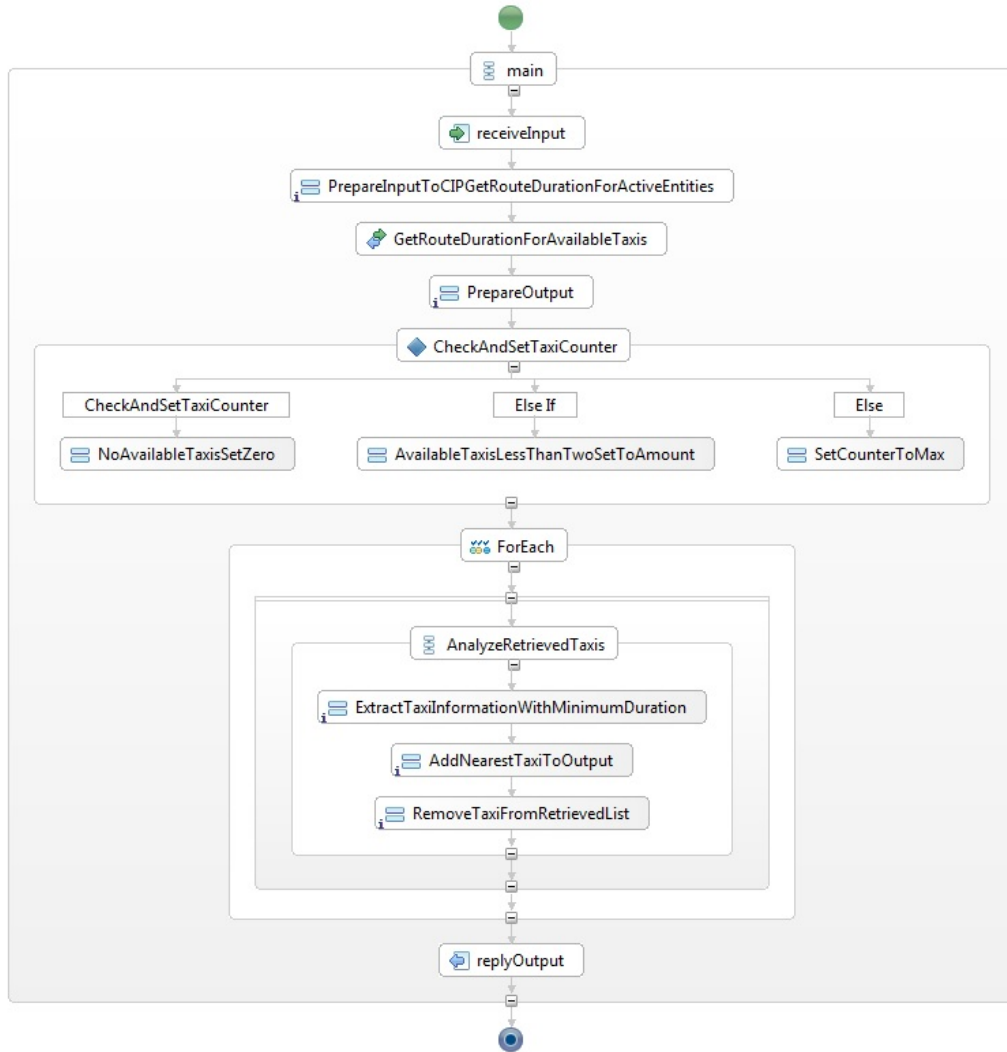 main
receiveInput
PrepareInputToCIPGetRouteDurationForActiveEntities
GetRouteDurationForAvailableTaxis
PrepareOutput
CheckAndSetTaxiCounter
CheckAndSetTaxiCounter
Else If
Else
NoAvailableTaxisSetZero
AvailableTaxisLessThanTwoSetToAmount
SetCounterToMax
ForEach
AnalyzeRetrievedTaxis
ExtractTaxiInformationWithMinimumDuration
AddNearestTaxiToOutput
RemoveTaxiFromRetrievedList
replyOutput